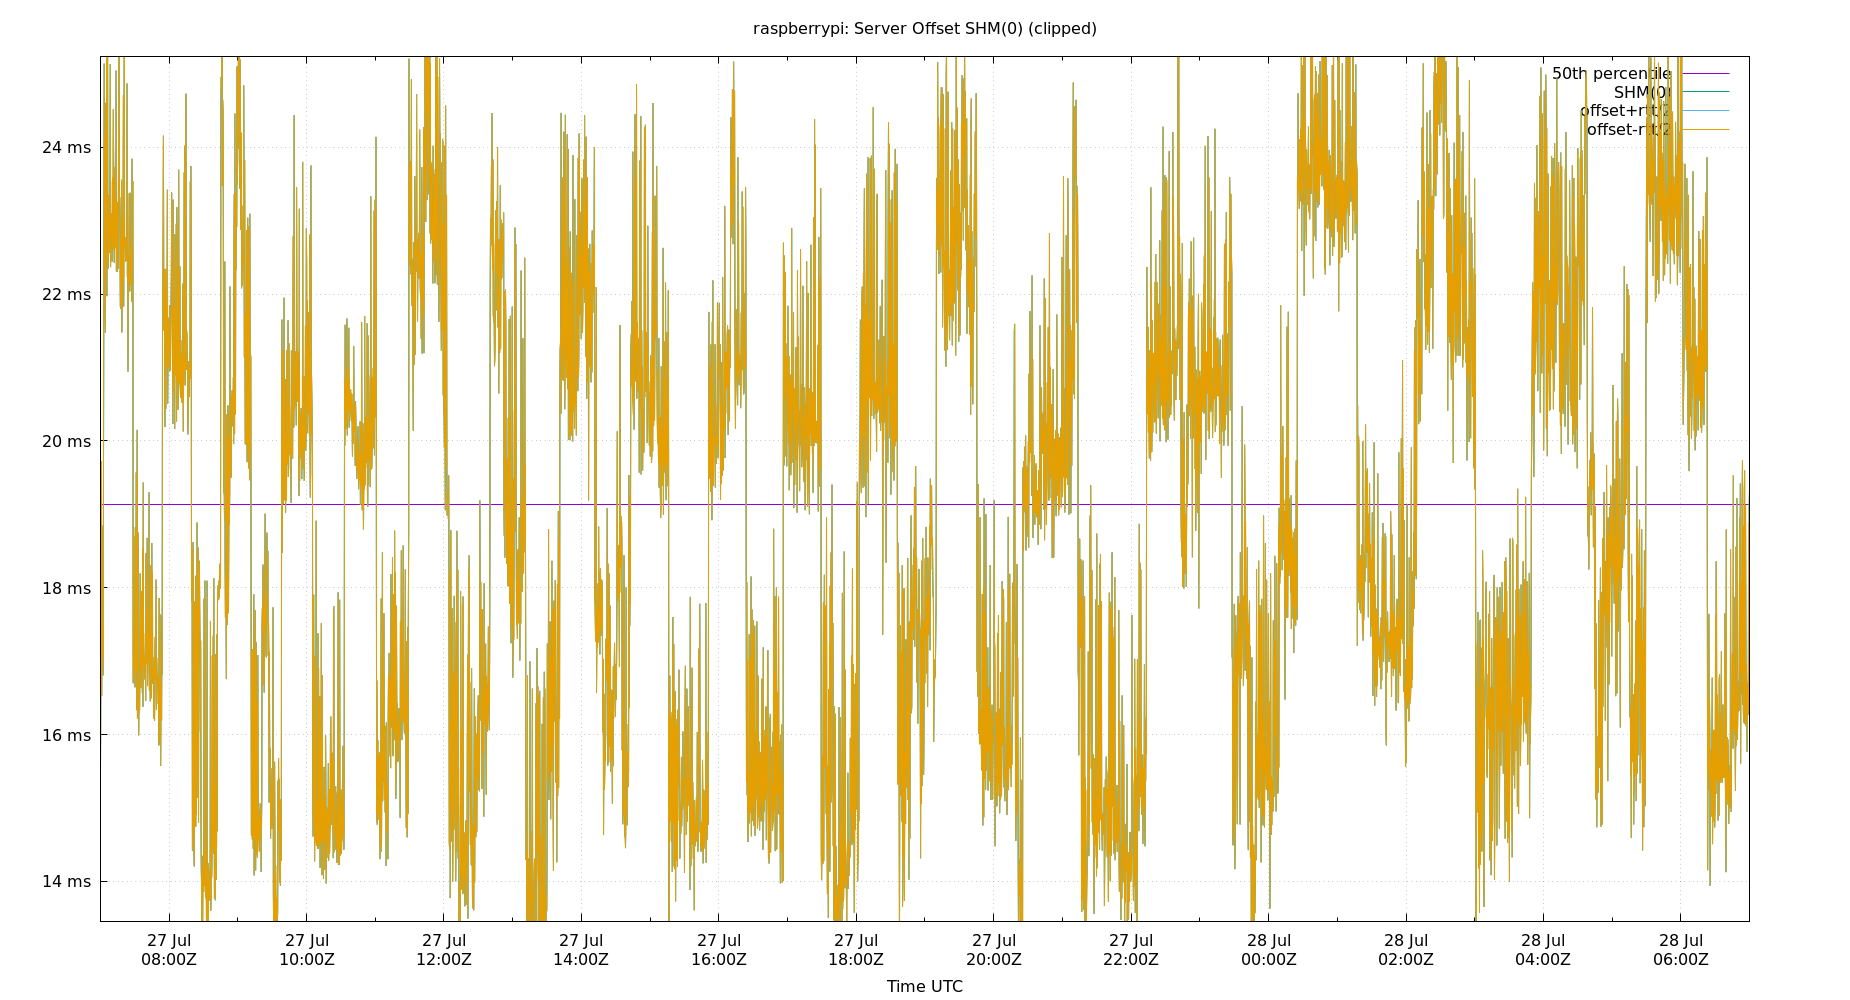 raspberrypi: Server Offset SHM(0) (clipped)
50th percentile
SHM(0)
offset+rtt/2
offset-rtt/2
24 ms
22 ms
20 ms
18 ms
16 ms
14 ms
27 Jul 27 Jul 27 Jul 27 Jul 27 Jul 27 Jul 27 Jul 27 Jul 28 Jul 28 Jul 28 Jul 28 Jul
08:00Z 10:00Z 12:00Z 14:00Z 16:00Z 18:00Z 20:00Z 22:00Z 00:00Z 02:00Z 04:00Z 06:00Z
Time UTC